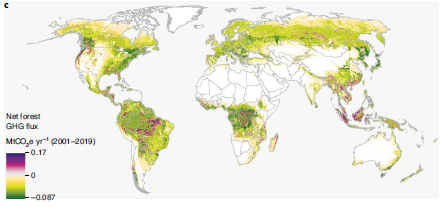 c
Net forest
GHG flux
MtCO₂e yr⁻¹ (2001–2019)
0.17
0
−0.087